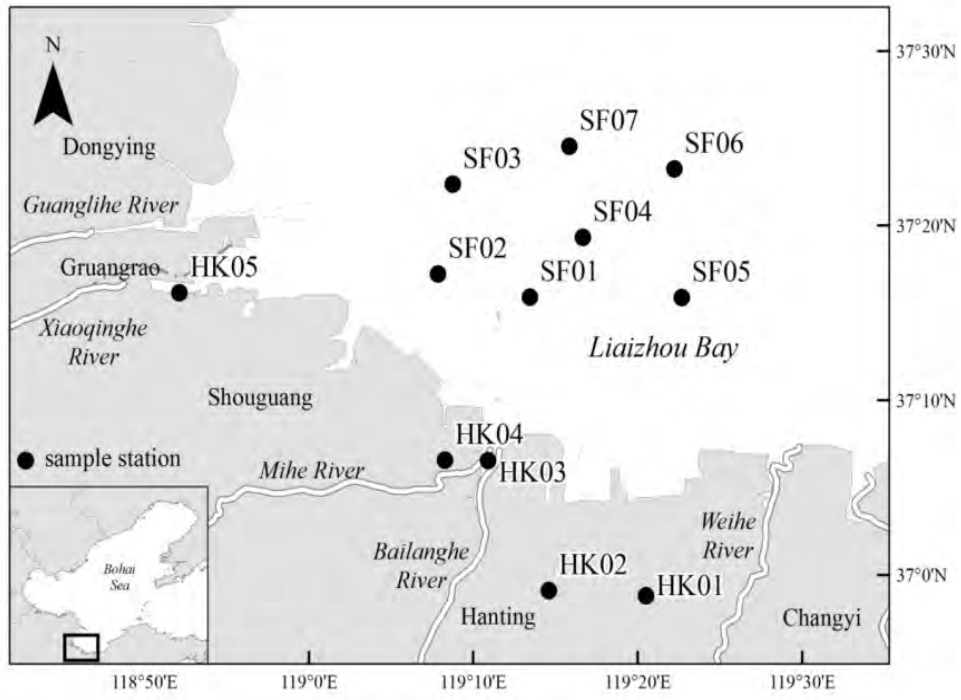 N
37°30'N
SF07
SF06
Dongying
SF03
Guanglihe River
SF04
37°20'N
Gruangrao
HK05
SF02
SF01
SF05
Xiaoqinghe
River
Liaizhou Bay
Shouguang
37°10'N
HK04
sample station
Mihe River
HK03
Weihe
River
Bohai
Sea
Bailanghe
River
HK02
HK01
37°0'N
Hanting
Changyi
118°50'E
119°0'E
119°10'E
119°20'E
119°30'E